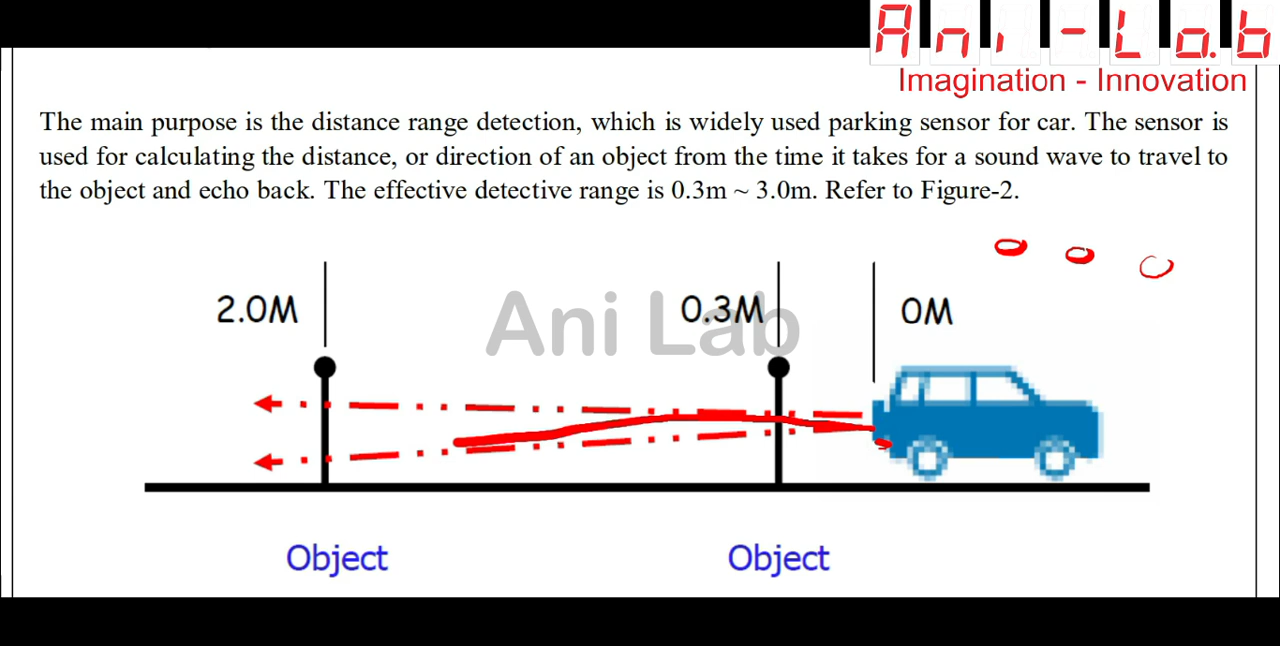 Ani-Lab
Imagination - Innovation
The main purpose is the distance range detection, which is widely used parking sensor for car. The sensor is
used for calculating the distance, or direction of an object from the time it takes for a sound wave to travel to
the object and echo back. The effective detective range is 0.3m ~ 3.0m. Refer to Figure-2.
2.0M
0.3M
0M
Ani Lab
Object
Object